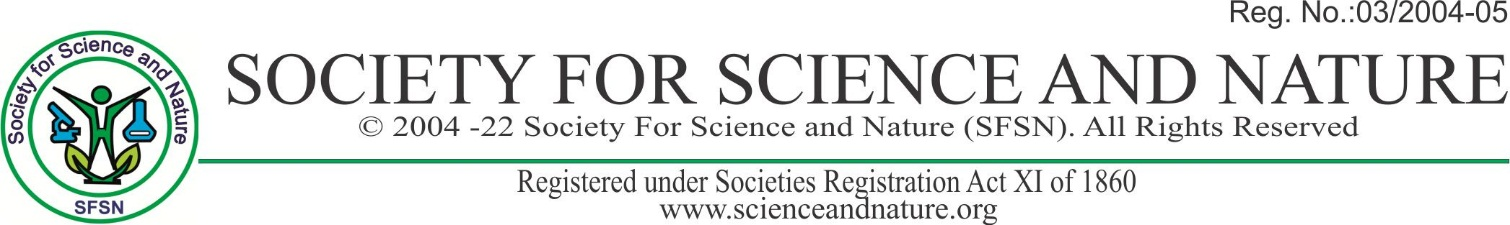 Reg. No.:03/2004-05
Society for Science and Nature
SFSN
SOCIETY FOR SCIENCE AND NATURE
© 2004 -22 Society For Science and Nature (SFSN). All Rights Reserved
Registered under Societies Registration Act XI of 1860
www.scienceandnature.org